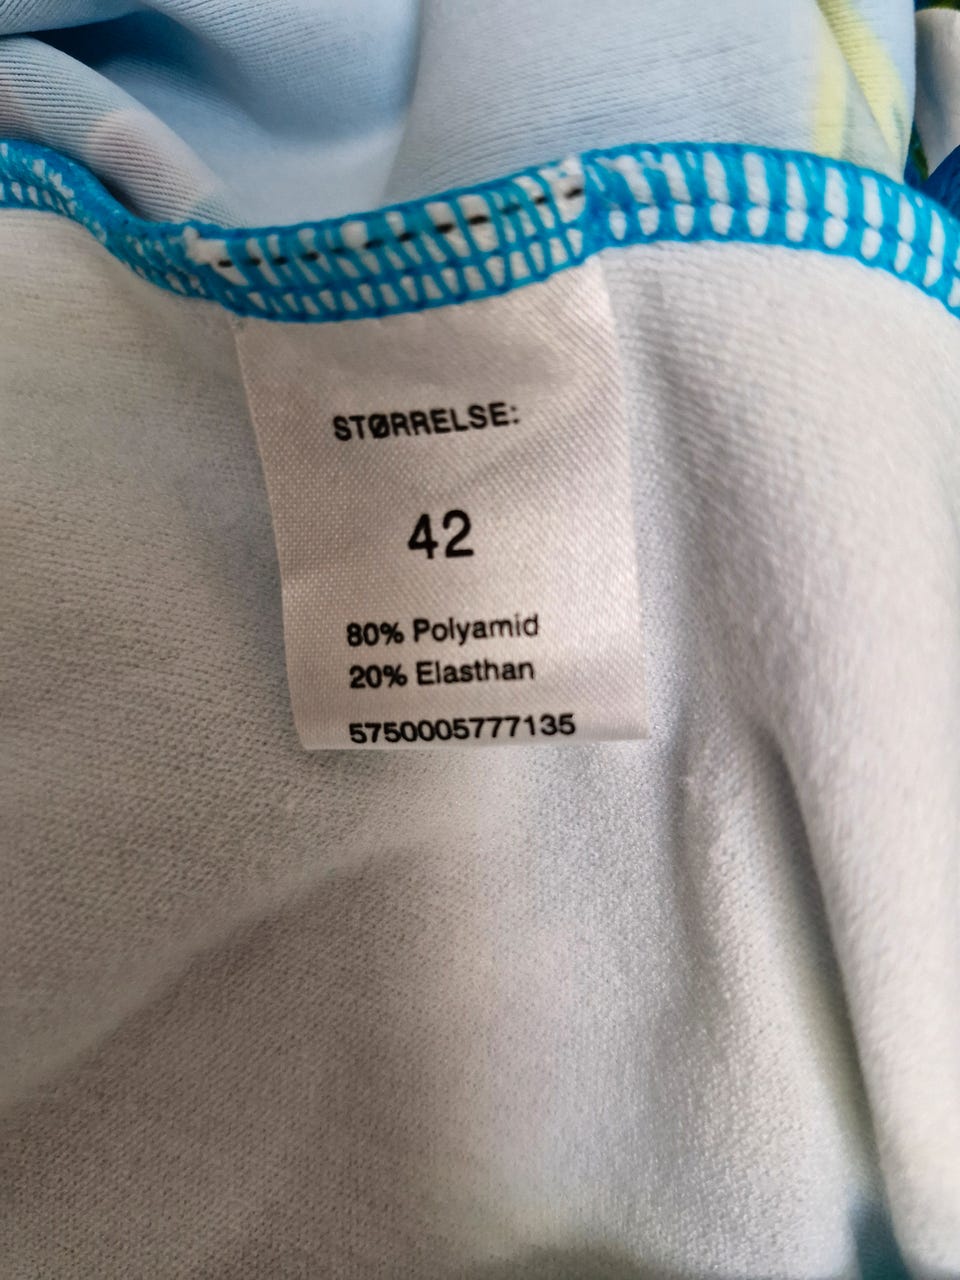 STØRRELSE:
42
80% Polyamid
20% Elasthan
5750005777135